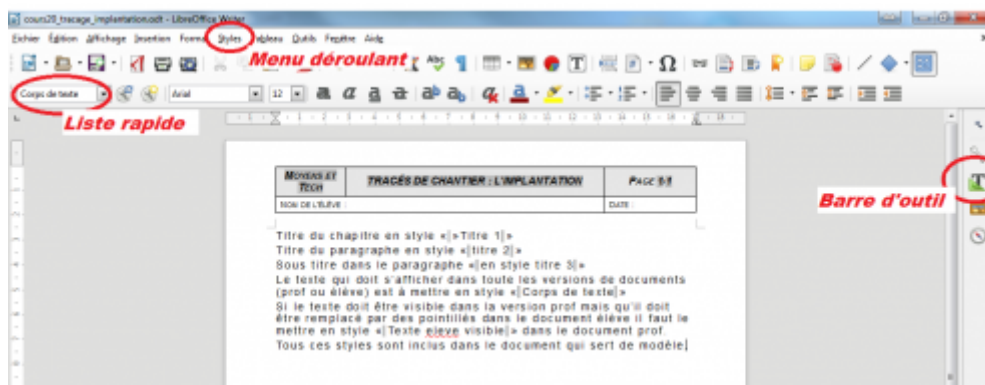 cours20_tracage_implantation.odt - LibreOffice Writer
Fichier Édition Affichage Insertion Format Styles Tableau Outils Fenêtre Aide
Menu déroulant
Corps de texte Arial 12
Liste rapide
MOYENS ET TECH
TRACÉS DE CHANTIER : L'IMPLANTATION
PAGE 1-1
NOM DE L'ÉLÈVE :
DATE :
Barre d'outil
Titre du chapitre en style «|»Titre 1|»
Titre du paragraphe en style «|titre 2|»
Sous titre dans le paragraphe «|en style titre 3|»
Le texte qui doit s'afficher dans toute les versions de documents
(prof ou élève) est à mettre en style «|Corps de texte|»
Si le texte doit être visible dans la version prof mais qu'il doit
être remplacé par des pointillés dans le document élève il faut le
mettre en style «|Texte eleve visible|» dans le document prof.
Tous ces styles sont inclus dans le document qui sert de modèle